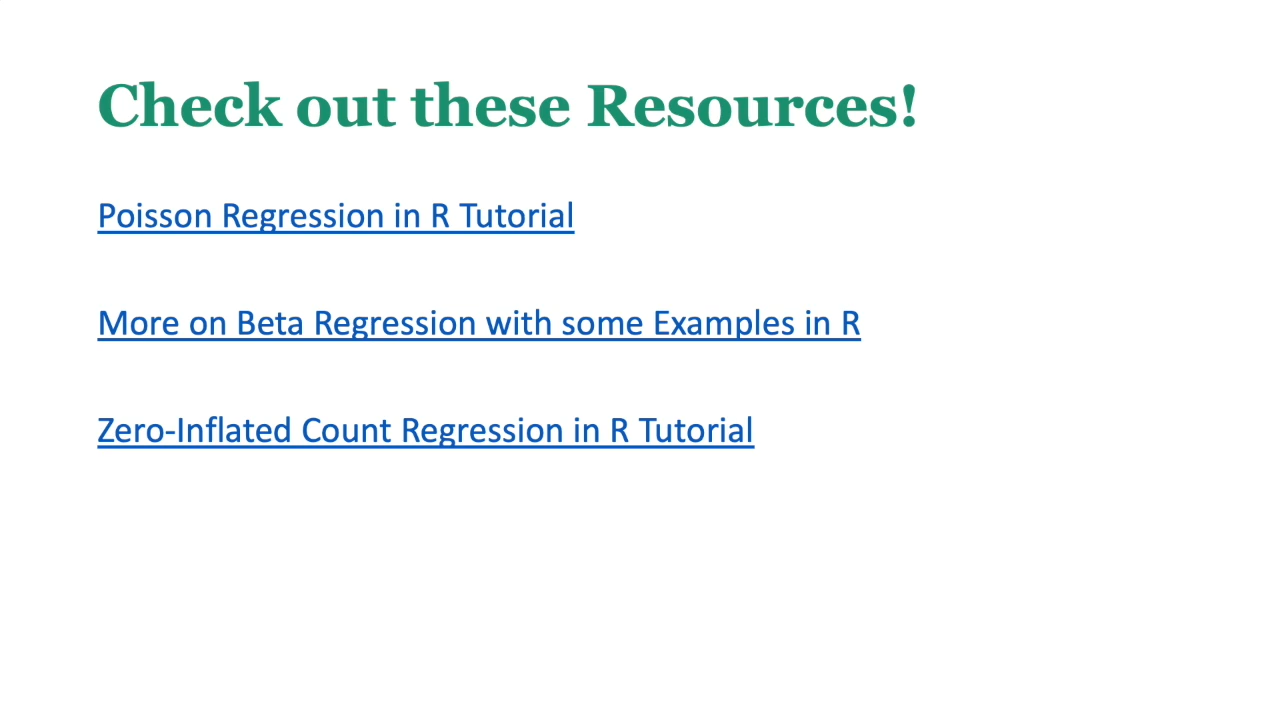 Check out these Resources!
Poisson Regression in R Tutorial
More on Beta Regression with some Examples in R
Zero-Inflated Count Regression in R Tutorial